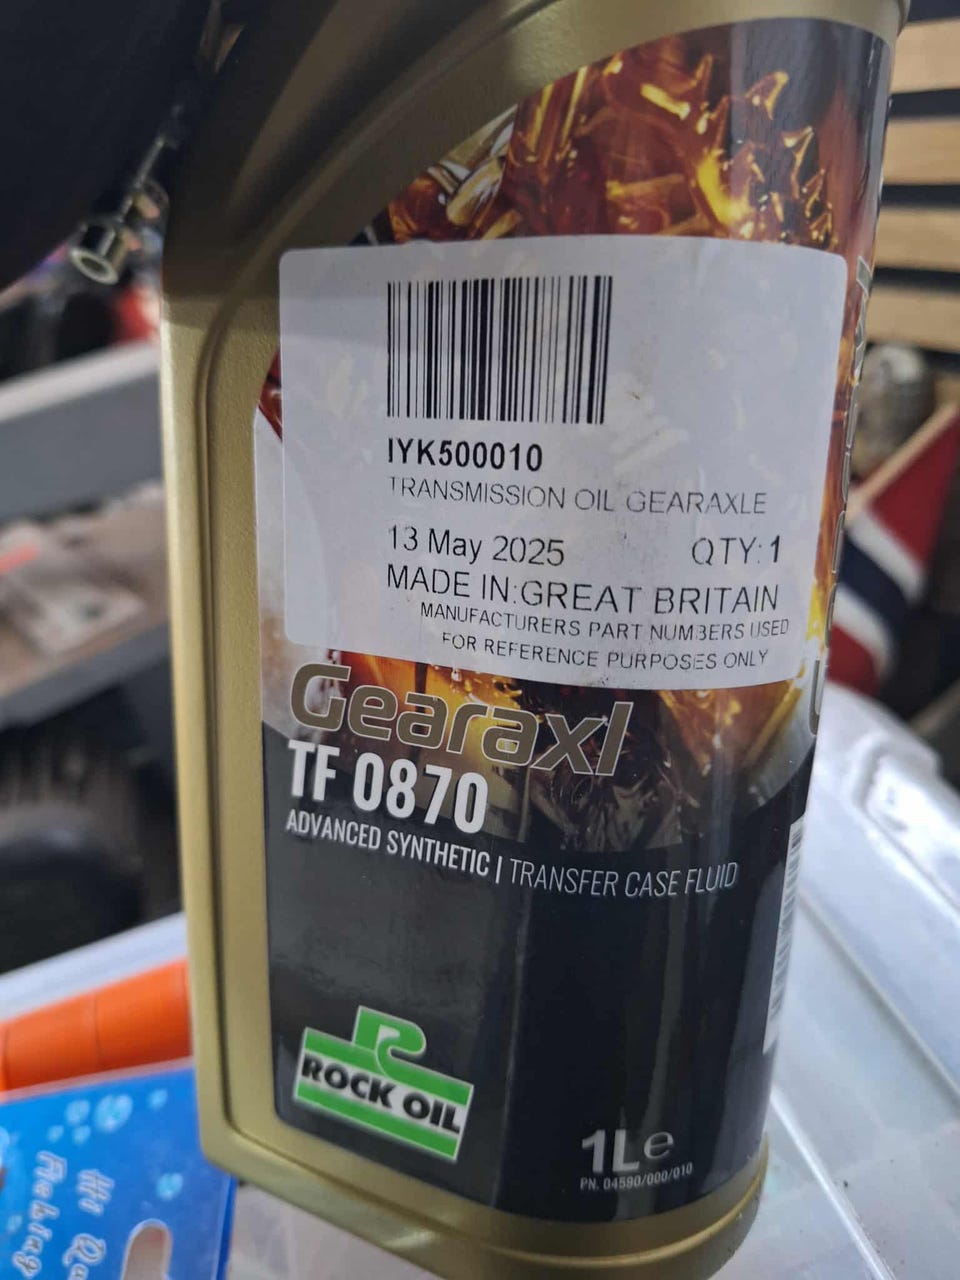 IYK500010
TRANSMISSION OIL GEARAXLE
13 May 2025 QTY: 1
MADE IN:GREAT BRITAIN
MANUFACTURERS PART NUMBERS USED
FOR REFERENCE PURPOSES ONLY
Gearaxl
TF 0870
ADVANCED SYNTHETIC | TRANSFER CASE FLUID
ROCK OIL
1L e
PN. 04590/000/010